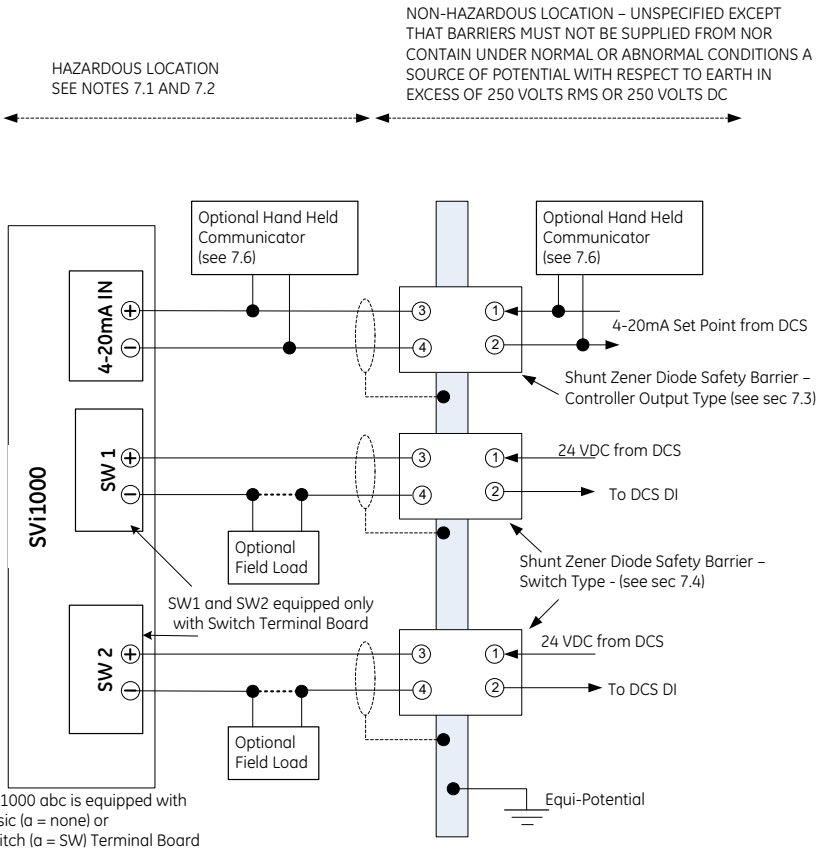 NON-HAZARDOUS LOCATION – UNSPECIFIED EXCEPT
THAT BARRIERS MUST NOT BE SUPPLIED FROM NOR
CONTAIN UNDER NORMAL OR ABNORMAL CONDITIONS A
SOURCE OF POTENTIAL WITH RESPECT TO EARTH IN
EXCESS OF 250 VOLTS RMS OR 250 VOLTS DC
HAZARDOUS LOCATION
SEE NOTES 7.1 AND 7.2
Optional Hand Held
Communicator
(see 7.6)
Optional Hand Held
Communicator
(see 7.6)
4-20mA IN
+
−
3
4
1
2
4-20mA Set Point from DCS
Shunt Zener Diode Safety Barrier –
Controller Output Type (see sec 7.3)
SVi1000
SW 1
+
−
3
4
1
2
24 VDC from DCS
To DCS DI
Optional
Field Load
Shunt Zener Diode Safety Barrier –
Switch Type - (see sec 7.4)
SW1 and SW2 equipped only
with Switch Terminal Board
SW 2
+
−
3
4
1
2
24 VDC from DCS
To DCS DI
Optional
Field Load
Equi-Potential
1000 abc is equipped with
sic (a = none) or
itch (a = SW) Terminal Board